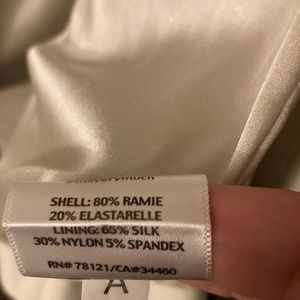 SHELL: 80% RAMIE
20% ELASTARELLE
LINING: 65% SILK
30% NYLON 5% SPANDEX
RN# 78121/CA#34460
A